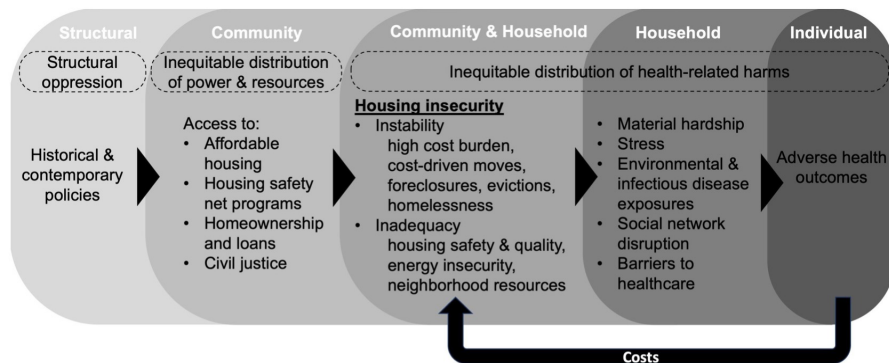 Structural
Community
Community & Household
Household
Individual
Structural
oppression
Inequitable distribution
of power & resources
Inequitable distribution of health-related harms
Historical &
contemporary
policies
Access to:
• Affordable
housing
• Housing safety
net programs
• Homeownership
and loans
• Civil justice
Housing insecurity
• Instability
high cost burden,
cost-driven moves,
foreclosures, evictions,
homelessness
• Inadequacy
housing safety & quality,
energy insecurity,
neighborhood resources
• Material hardship
• Stress
• Environmental &
infectious disease
exposures
• Social network
disruption
• Barriers to
healthcare
Adverse health
outcomes
Costs